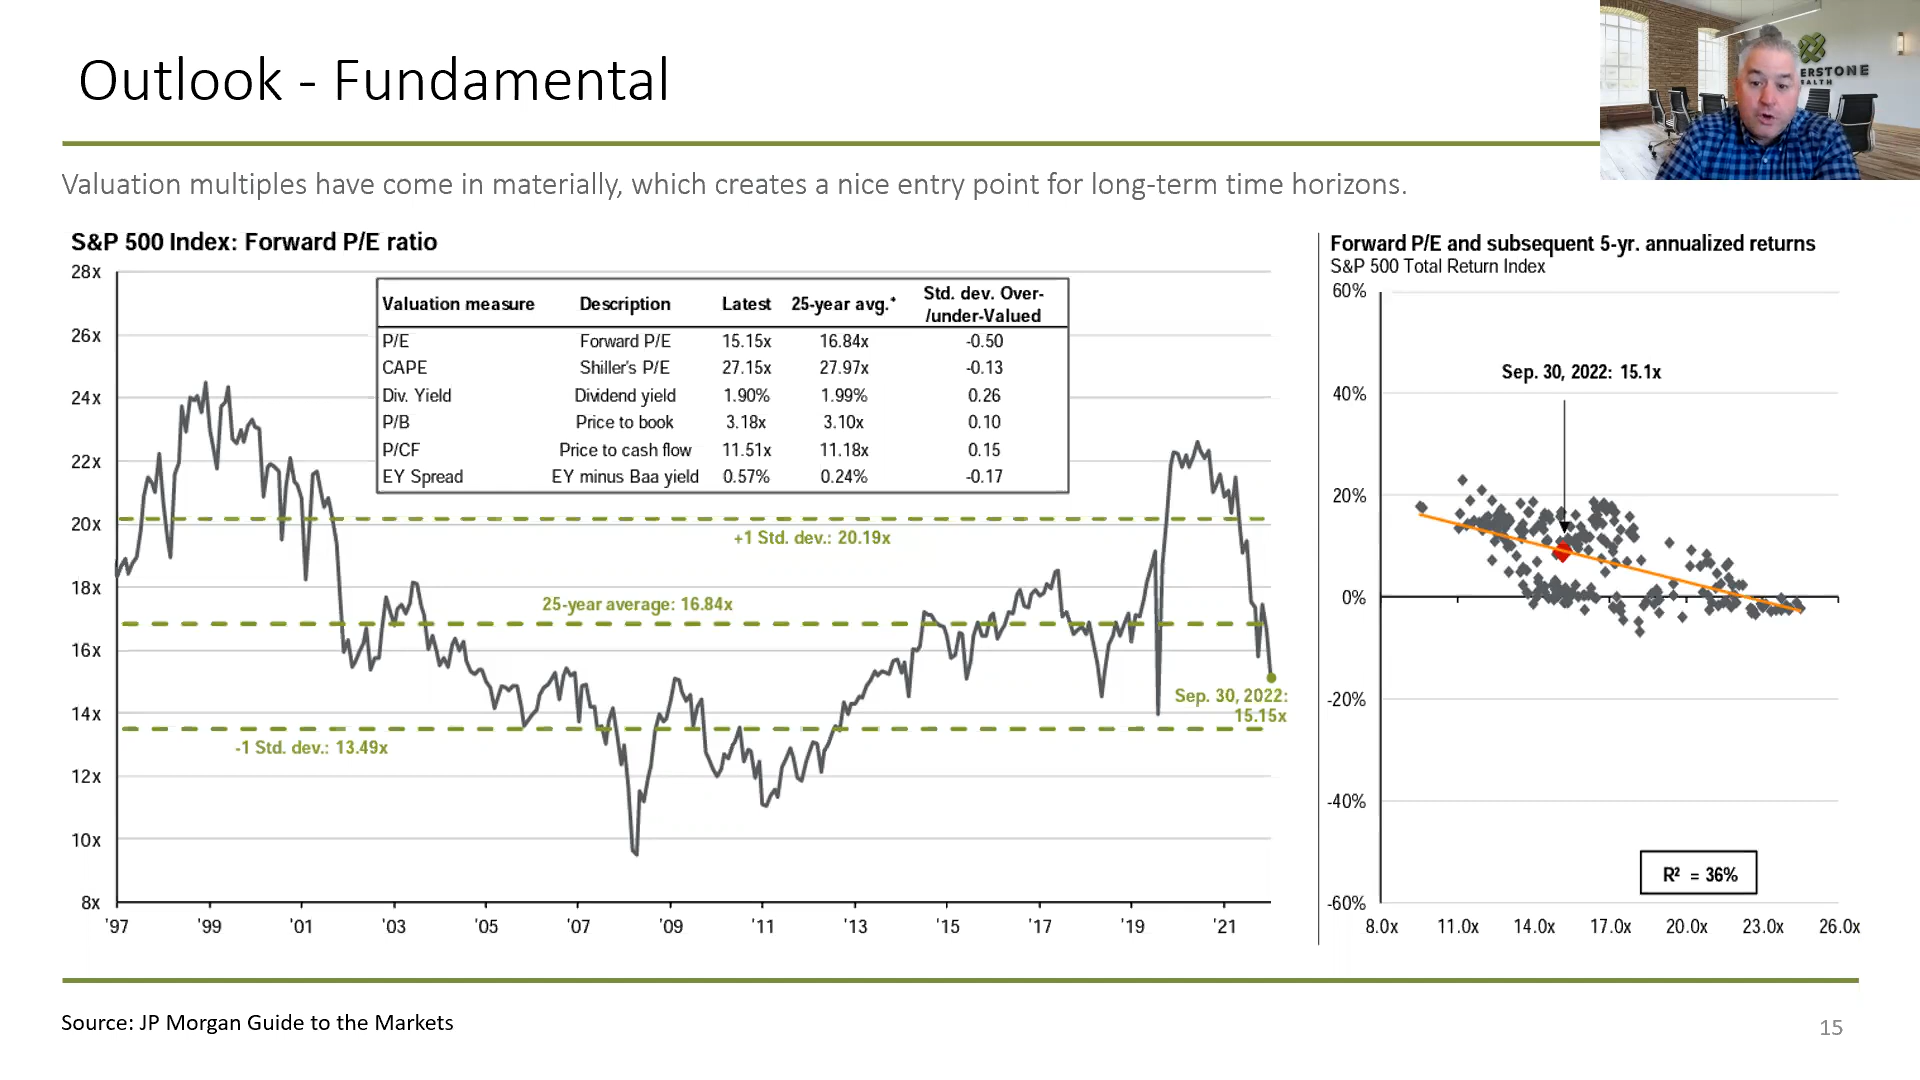 Outlook - Fundamental
ERSTONE
EALTH
Valuation multiples have come in materially, which creates a nice entry point for long-term time horizons.
S&P 500 Index: Forward P/E ratio
28x
26x
24x
22x
20x
18x
16x
14x
12x
10x
8x
Valuation measure Description Latest 25-year avg.* Std. dev. Over-
/under-Valued
P/E Forward P/E 15.15x 16.84x -0.50
CAPE Shiller's P/E 27.15x 27.97x -0.13
Div. Yield Dividend yield 1.90% 1.99% 0.26
P/B Price to book 3.18x 3.10x 0.10
P/CF Price to cash flow 11.51x 11.18x 0.15
EY Spread EY minus Baa yield 0.57% 0.24% -0.17
+1 Std. dev.: 20.19x
25-year average: 16.84x
Sep. 30, 2022:
15.15x
-1 Std. dev.: 13.49x
'97 '99 '01 '03 '05 '07 '09 '11 '13 '15 '17 '19 '21
Forward P/E and subsequent 5-yr. annualized returns
S&P 500 Total Return Index
60%
40%
20%
0%
-20%
-40%
-60%
Sep. 30, 2022: 15.1x
R² = 36%
8.0x 11.0x 14.0x 17.0x 20.0x 23.0x 26.0x
Source: JP Morgan Guide to the Markets
15